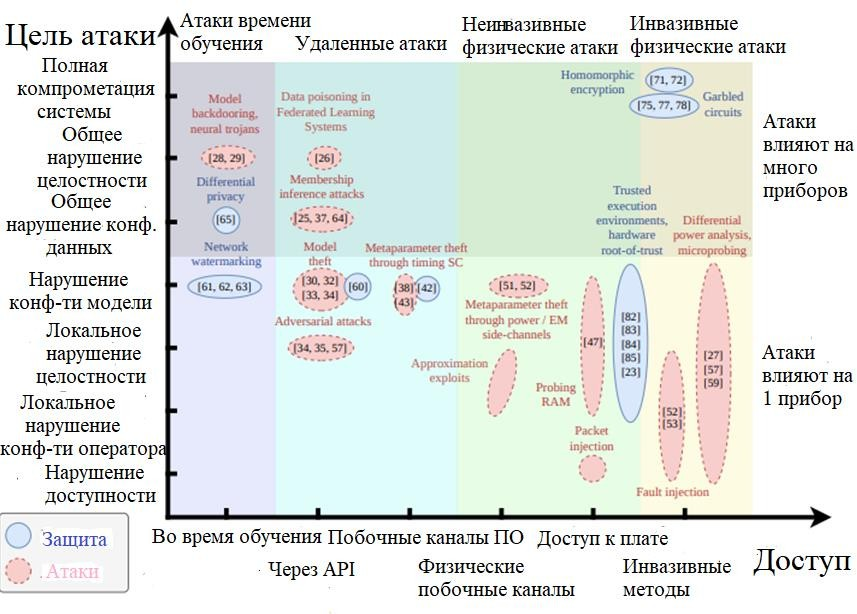 Цель атаки
Атаки времени
обучения
Удаленные атаки
Неинвазивные
физические атаки
Инвазивные
физические атаки
Полная
компрометация
системы
Общее
нарушение
целостности
Общее
нарушение конф.
данных
Нарушение
конф-ти модели
Локальное
нарушение
целостности
Локальное
нарушение
конф-ти оператора
Нарушение
доступности
Model
backdooring,
neural trojans
[28, 29]
Differential
privacy
[65]
Network
watermarking
[61, 62, 63]
Data poisoning in
Federated Learning
Systems
[26]
Membership
inference attacks
[25, 37, 64]
Model
theft
[30, 32]
[33, 34]
[60]
Adversarial attacks
[34, 35, 57]
Metaparameter theft
through timing SC
[38]
[43]
[42]
[51, 52]
Metaparameter theft
through power / EM
side-channels
Approximation
exploits
Probing
RAM
[47]
Packet
injection
Homomorphic
encryption
[71, 72]
[75, 77, 78]
Garbled
circuits
Trusted
execution
environments,
hardware
root-of-trust
[82]
[83]
[84]
[85]
[23]
Differential
power analysis,
microprobing
[27]
[57]
[59]
[52]
[53]
Fault injection
Атаки
влияют на
много
приборов
Атаки
влияют на
1 прибор
Защита
Атаки
Во время обучения
Через API
Побочные каналы ПО
Физические
побочные каналы
Доступ к плате
Инвазивные
методы
Доступ